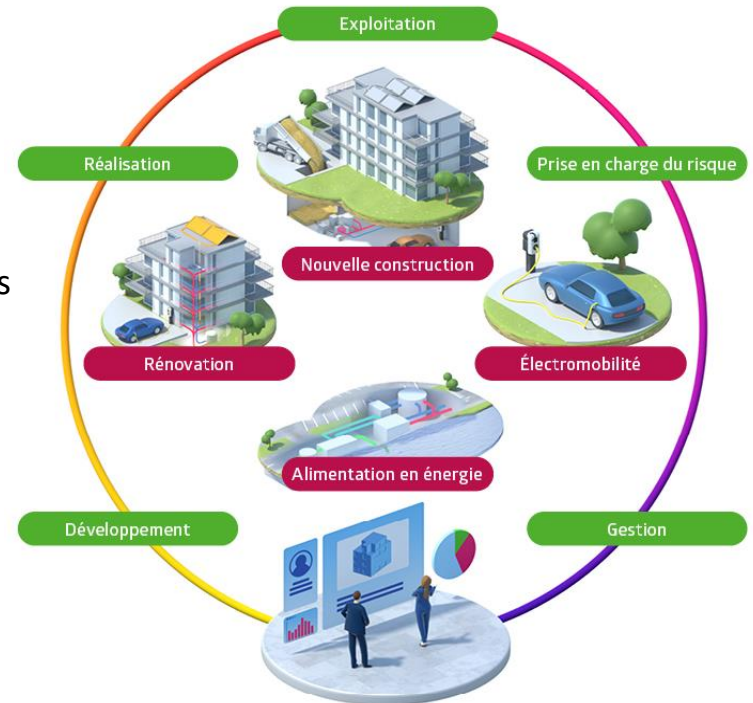 Exploitation
Réalisation
Prise en charge du risque
s
Nouvelle construction
Rénovation
Électromobilité
Alimentation en énergie
Développement
Gestion